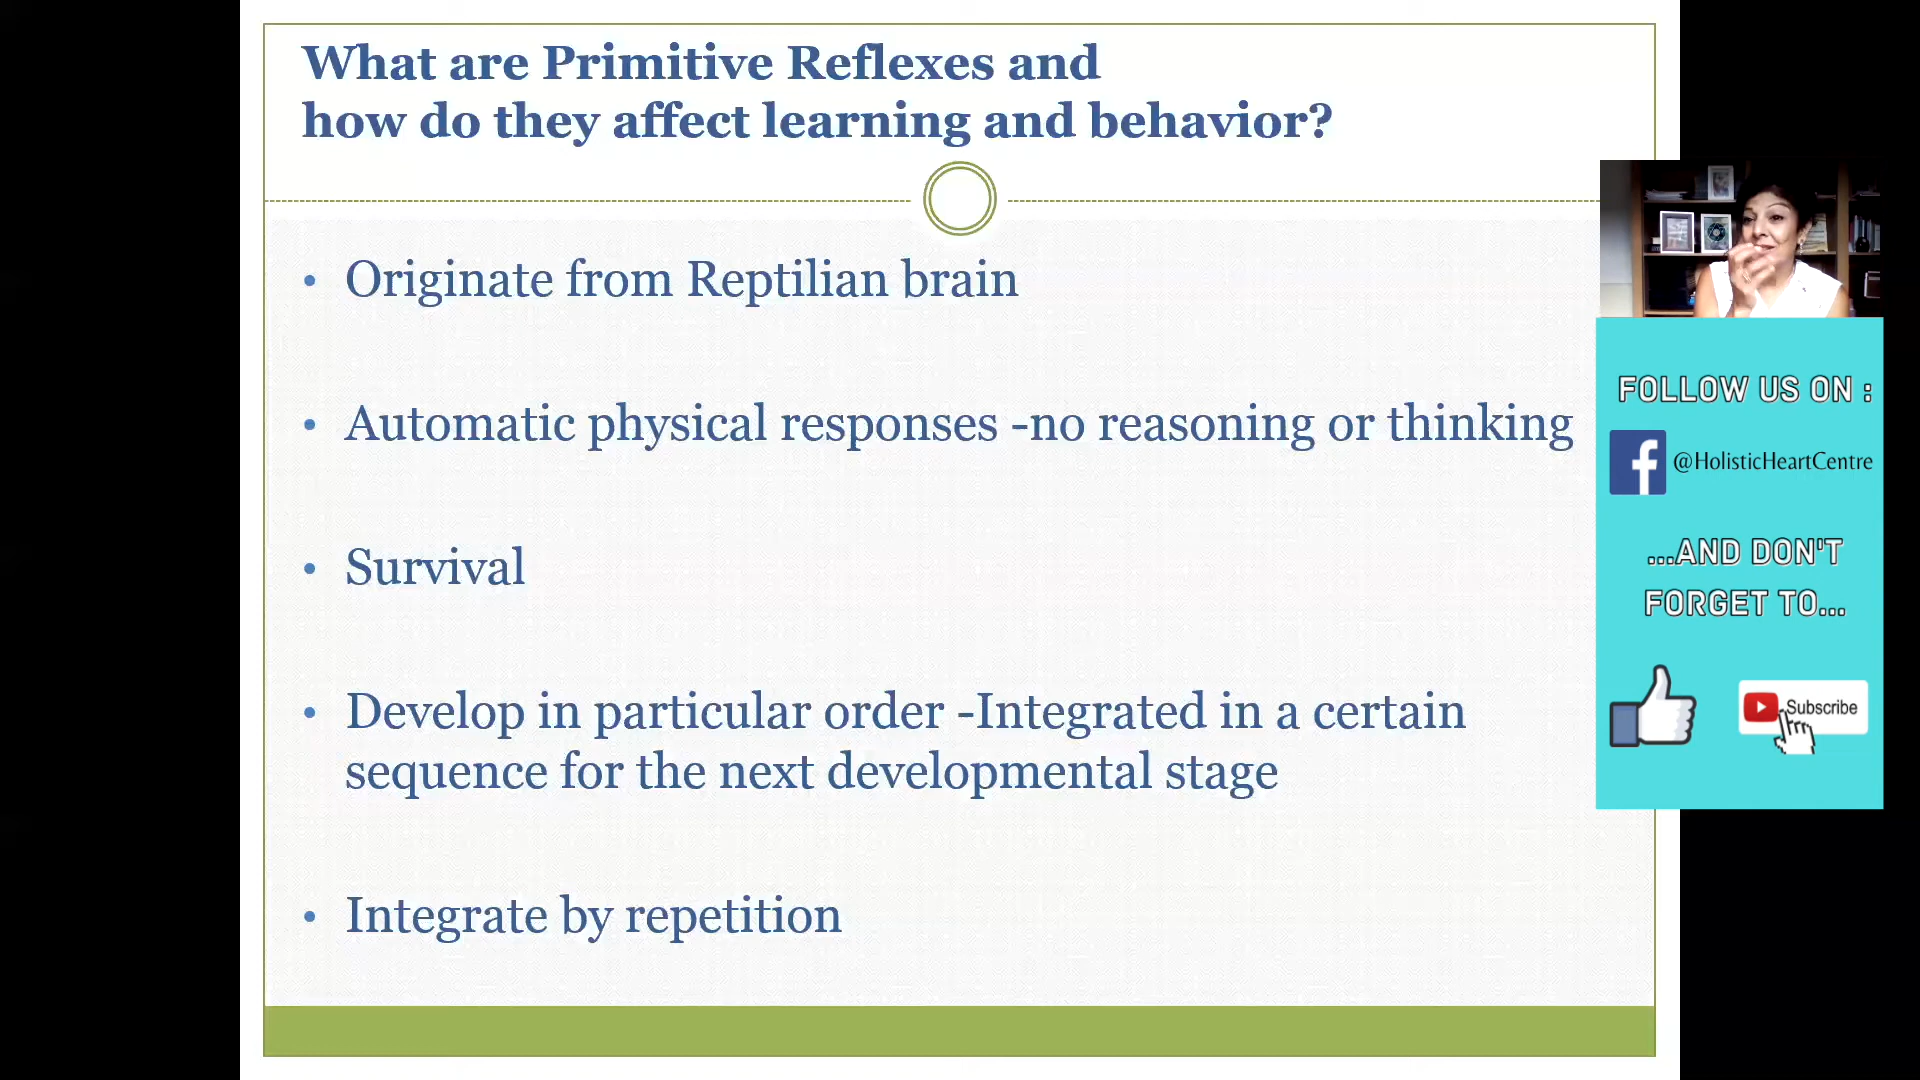 What are Primitive Reflexes and
how do they affect learning and behavior?
• Originate from Reptilian brain
• Automatic physical responses -no reasoning or thinking
• Survival
• Develop in particular order -Integrated in a certain
sequence for the next developmental stage
• Integrate by repetition
FOLLOW US ON :
f @HolisticHeartCentre
...AND DON'T
FORGET TO...
Subscribe